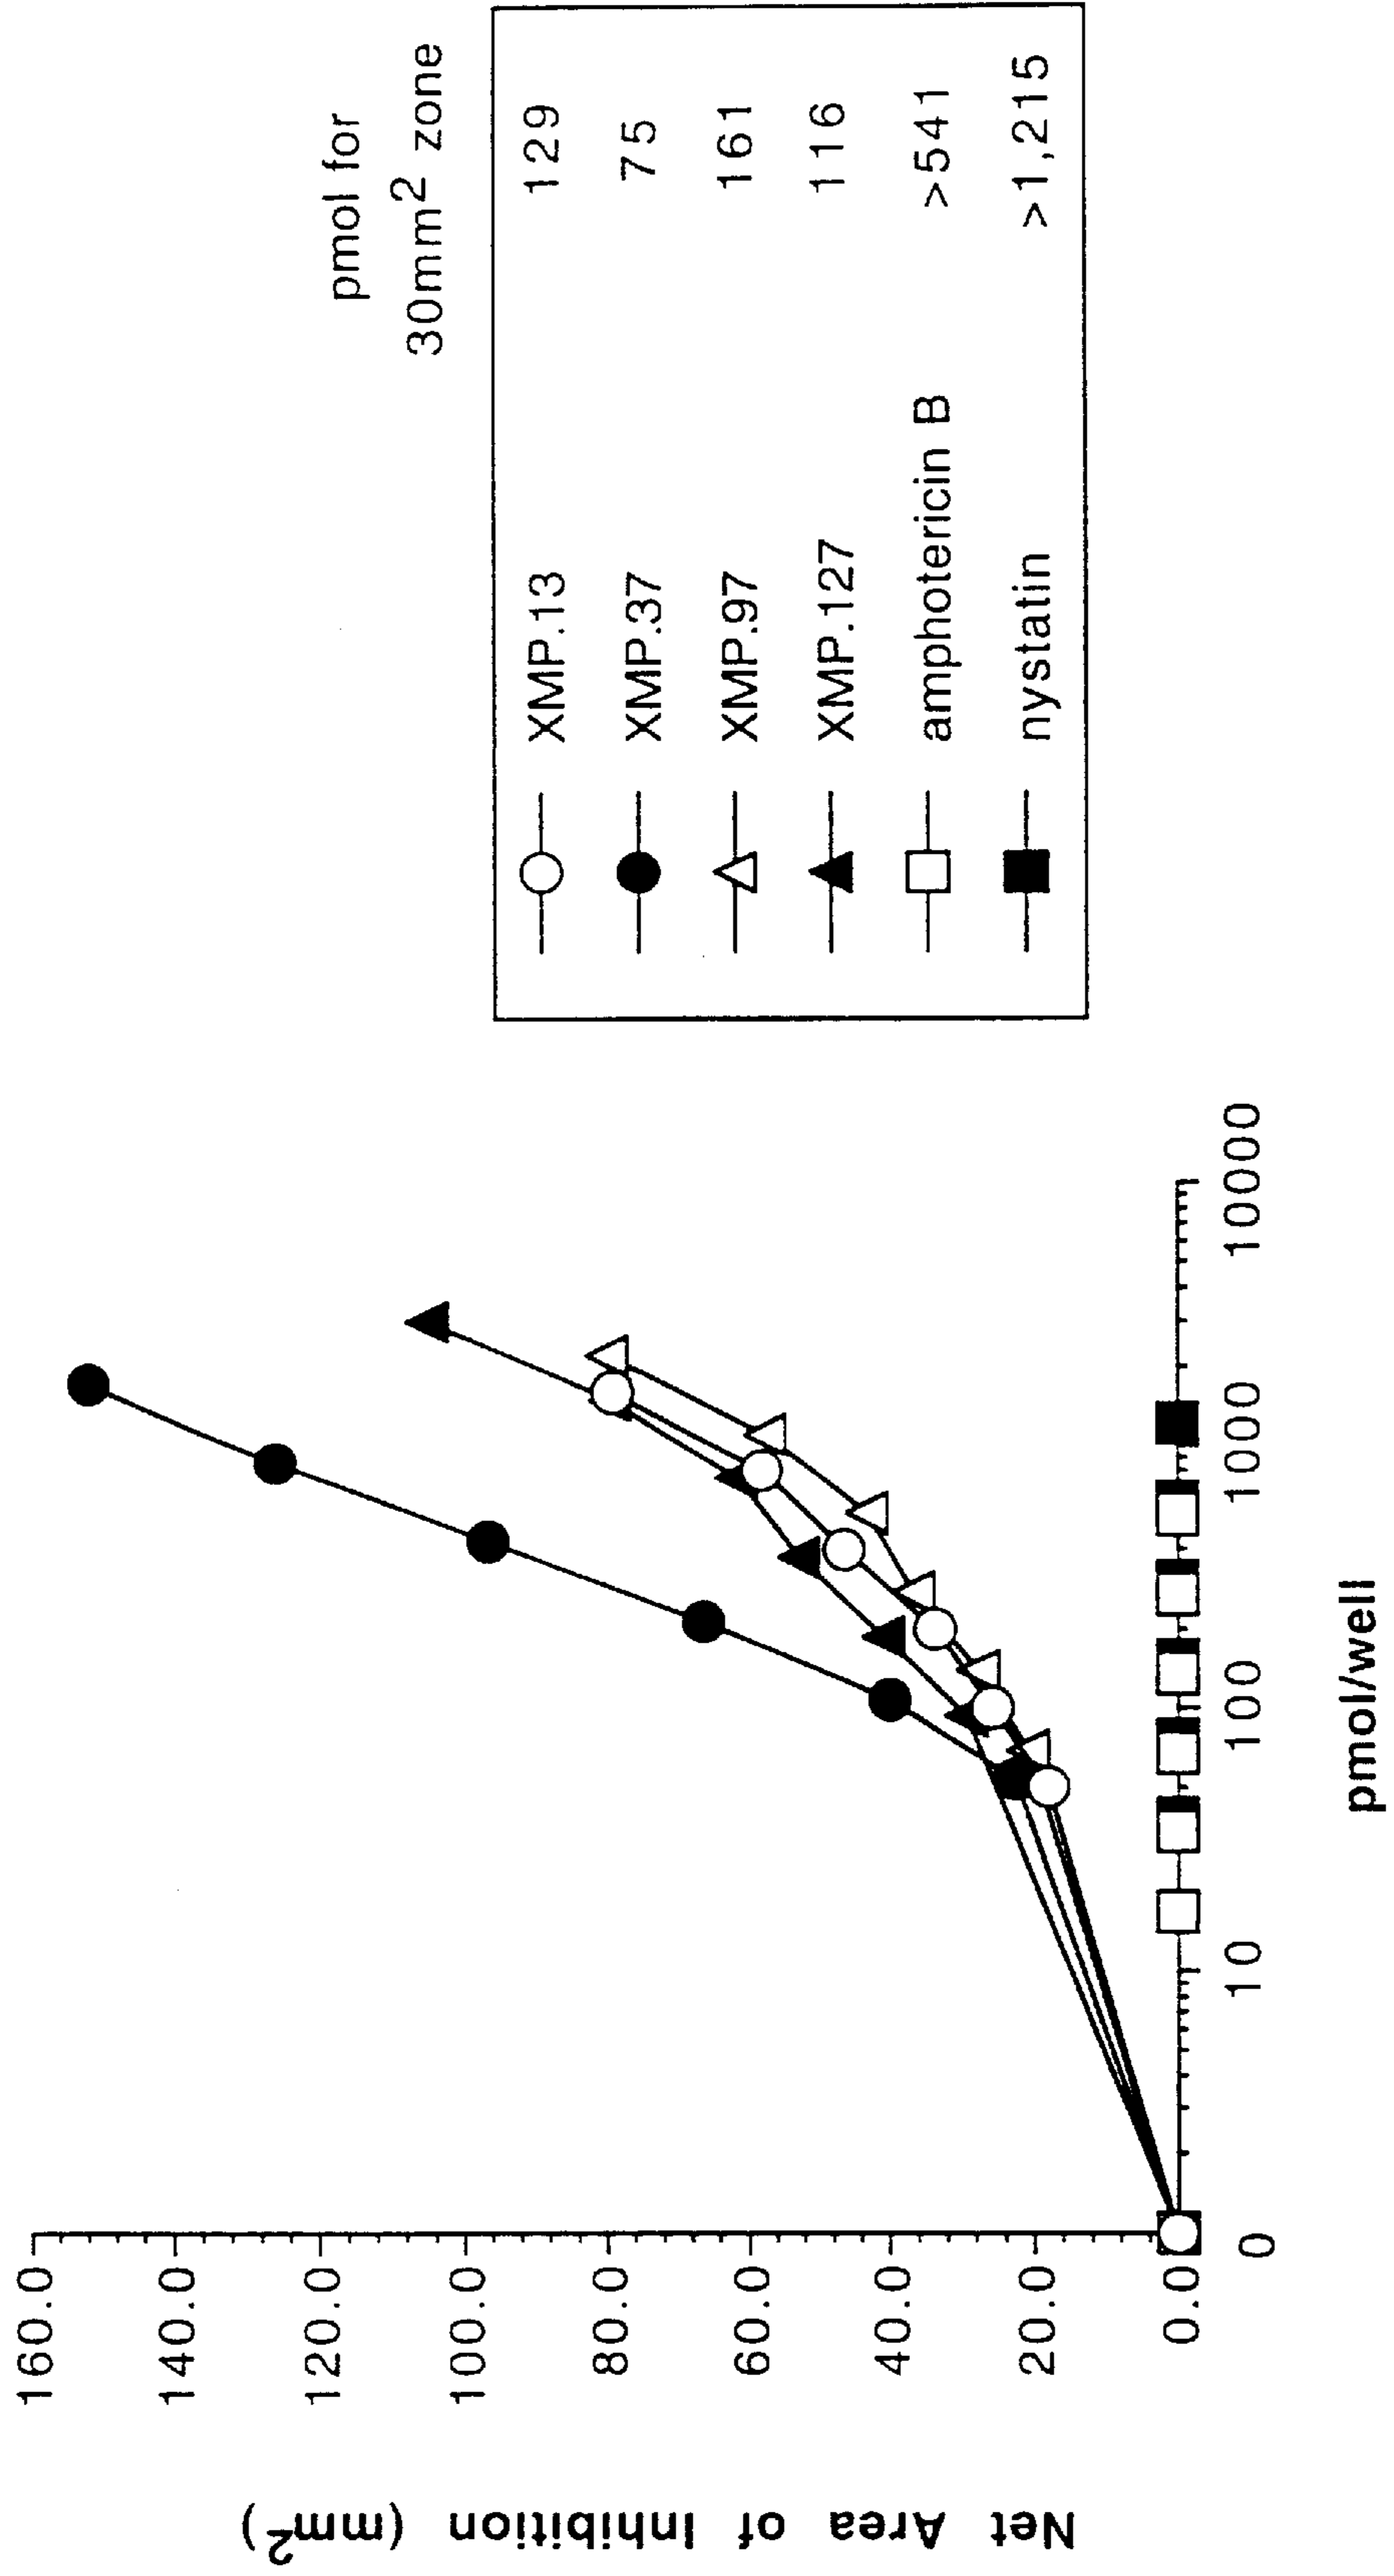 Net Area of Inhibition (mm2)
160.0
140.0
120.0
100.0
80.0
60.0
40.0
20.0
0.0
0
10
100
1000
10000
pmol/well
pmol for
30mm2 zone
XMP.13 129
XMP.37 75
XMP.97 161
XMP.127 116
amphotericin B >541
nystatin >1,215